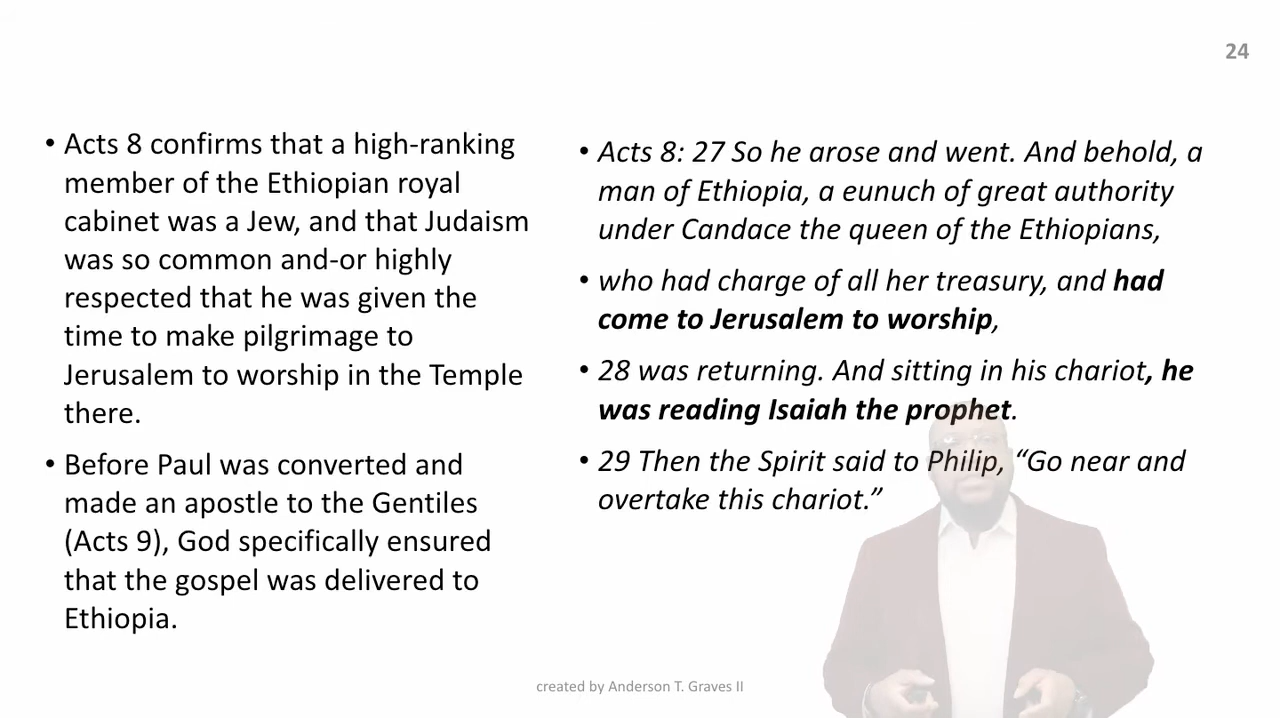 24
• Acts 8 confirms that a high-ranking
member of the Ethiopian royal
cabinet was a Jew, and that Judaism
was so common and-or highly
respected that he was given the
time to make pilgrimage to
Jerusalem to worship in the Temple
there.
• Before Paul was converted and
made an apostle to the Gentiles
(Acts 9), God specifically ensured
that the gospel was delivered to
Ethiopia.
• Acts 8: 27 So he arose and went. And behold, a
man of Ethiopia, a eunuch of great authority
under Candace the queen of the Ethiopians,
• who had charge of all her treasury, and had
come to Jerusalem to worship,
• 28 was returning. And sitting in his chariot, he
was reading Isaiah the prophet.
• 29 Then the Spirit said to Philip, “Go near and
overtake this chariot.”
created by Anderson T. Graves II